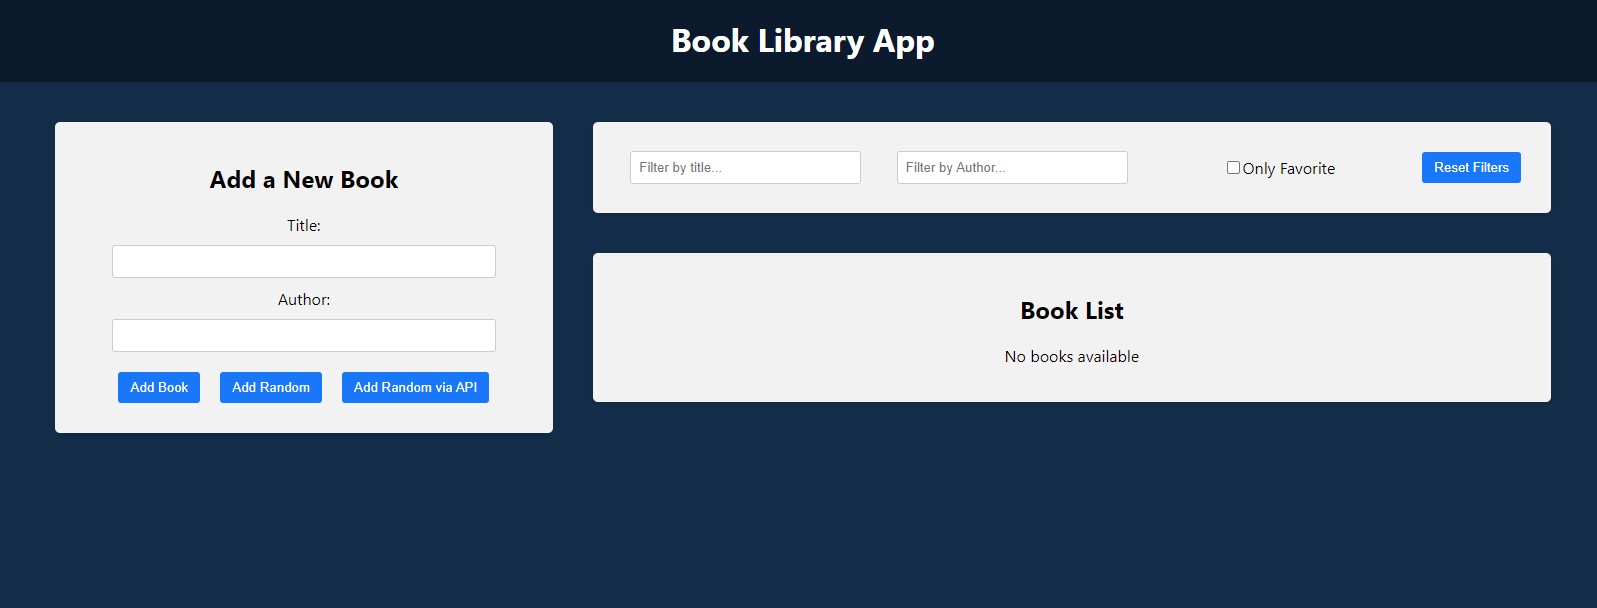 Book Library App
Add a New Book
Title:
Author:
Add Book Add Random Add Random via API
Filter by title... Filter by Author... Only Favorite Reset Filters
Book List
No books available